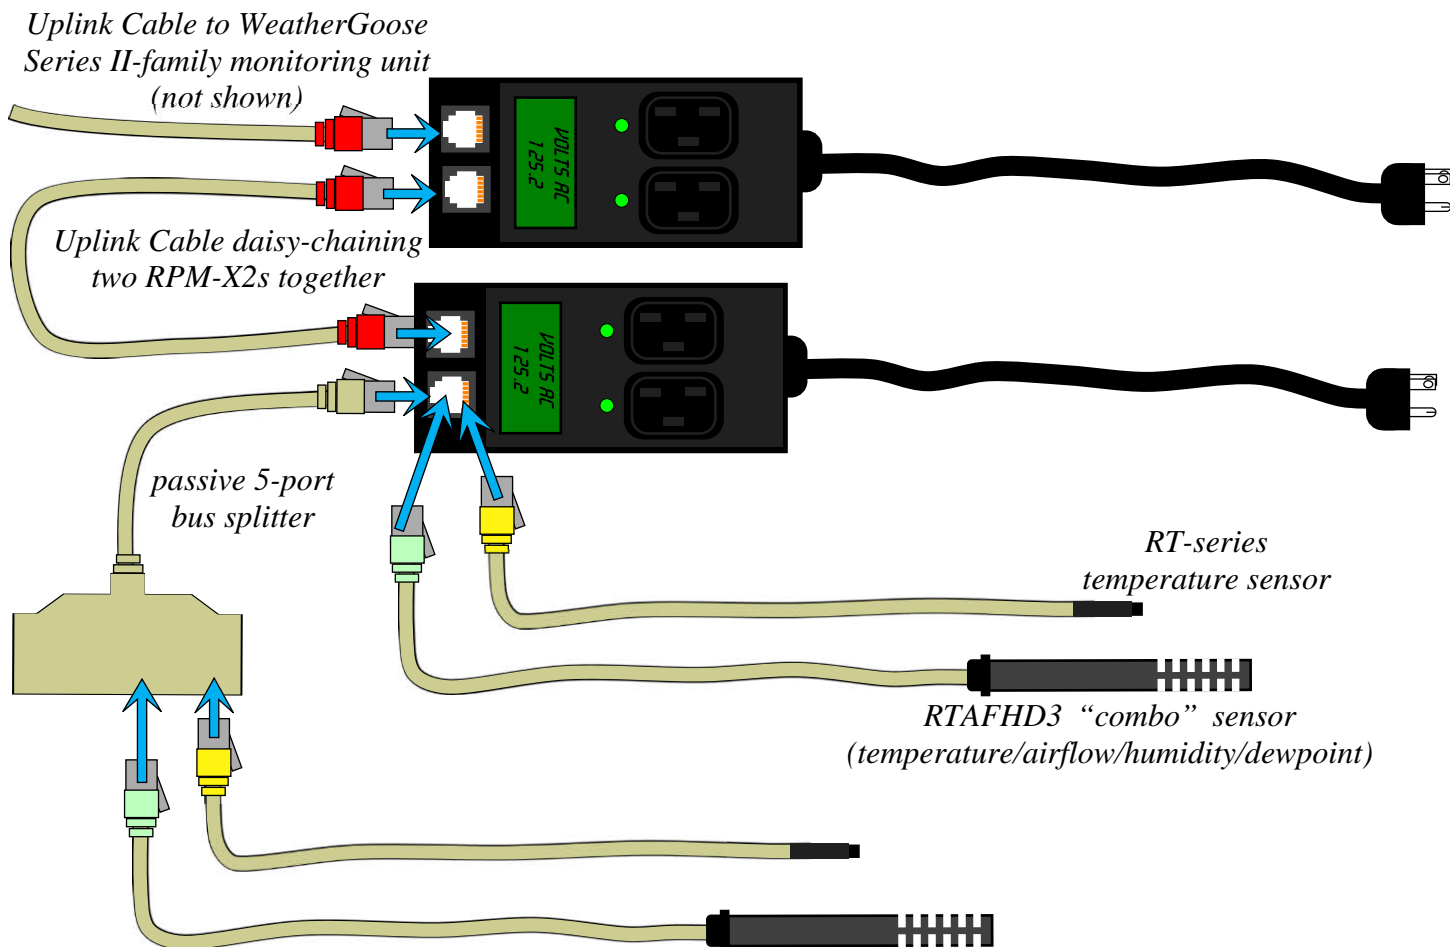 Uplink Cable to WeatherGoose
Series II-family monitoring unit
(not shown)
VOLTS AC
125.2
Uplink Cable daisy-chaining
two RPM-X2s together
VOLTS AC
125.2
passive 5-port
bus splitter
RT-series
temperature sensor
RTAFHD3 “combo” sensor
(temperature/airflow/humidity/dewpoint)